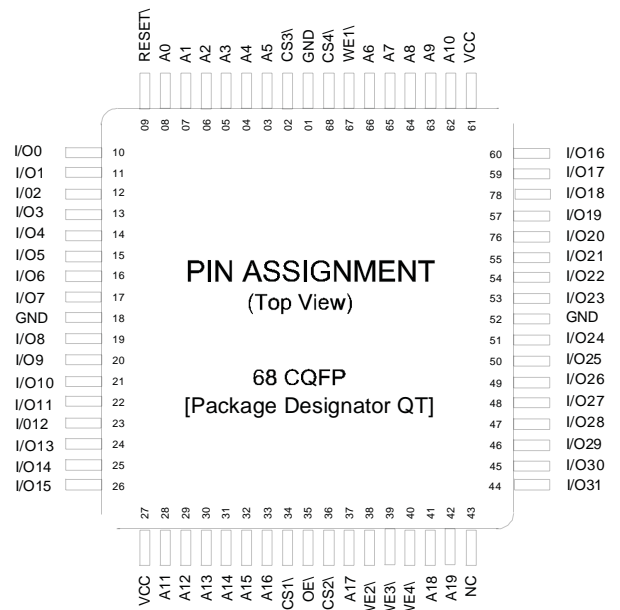 RESET\ A0 A1 A2 A3 A4 A5 CS3\ GND CS4\ WE1\ A6 A7 A8 A9 A10 VCC
09 08 07 06 05 04 03 02 01 68 67 66 65 64 63 62 61
I/O0 10 60 I/O16
I/O1 11 59 I/O17
I/02 12 78 I/O18
I/O3 13 57 I/O19
I/O4 14 76 I/O20
I/O5 15 55 I/O21
I/O6 16 54 I/O22
I/O7 17 53 I/O23
GND 18 52 GND
I/O8 19 51 I/O24
I/O9 20 50 I/O25
I/O10 21 49 I/O26
I/O11 22 48 I/O27
I/012 23 47 I/O28
I/O13 24 46 I/O29
I/O14 25 45 I/O30
I/O15 26 44 I/O31
PIN ASSIGNMENT
(Top View)
68 CQFP
[Package Designator QT]
27 28 29 30 31 32 33 34 35 36 37 38 39 40 41 42 43
VCC A11 A12 A13 A14 A15 A16 CS1\ OE\ CS2\ A17 WE2\ WE3\ WE4\ A18 A19 NC